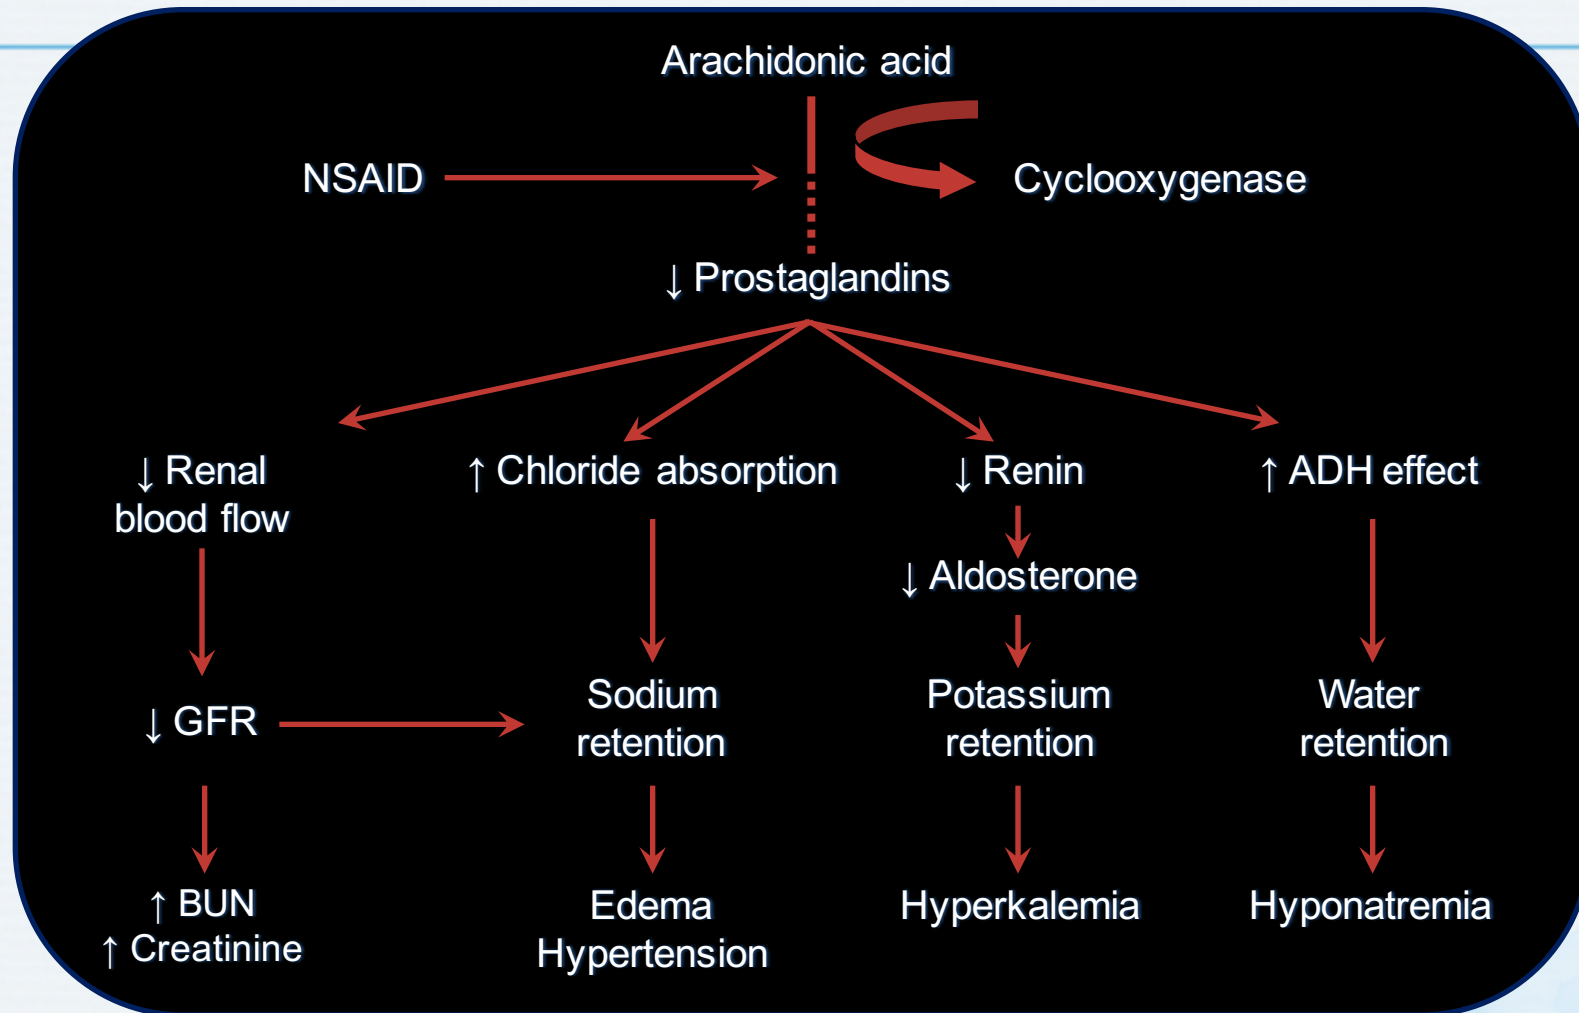 Arachidonic acid
NSAID
Cyclooxygenase
↓ Prostaglandins
↓ Renal
blood flow
↑ Chloride absorption
↓ Renin
↑ ADH effect
↓ Aldosterone
↓ GFR
Sodium
retention
Potassium
retention
Water
retention
↑ BUN
↑ Creatinine
Edema
Hypertension
Hyperkalemia
Hyponatremia